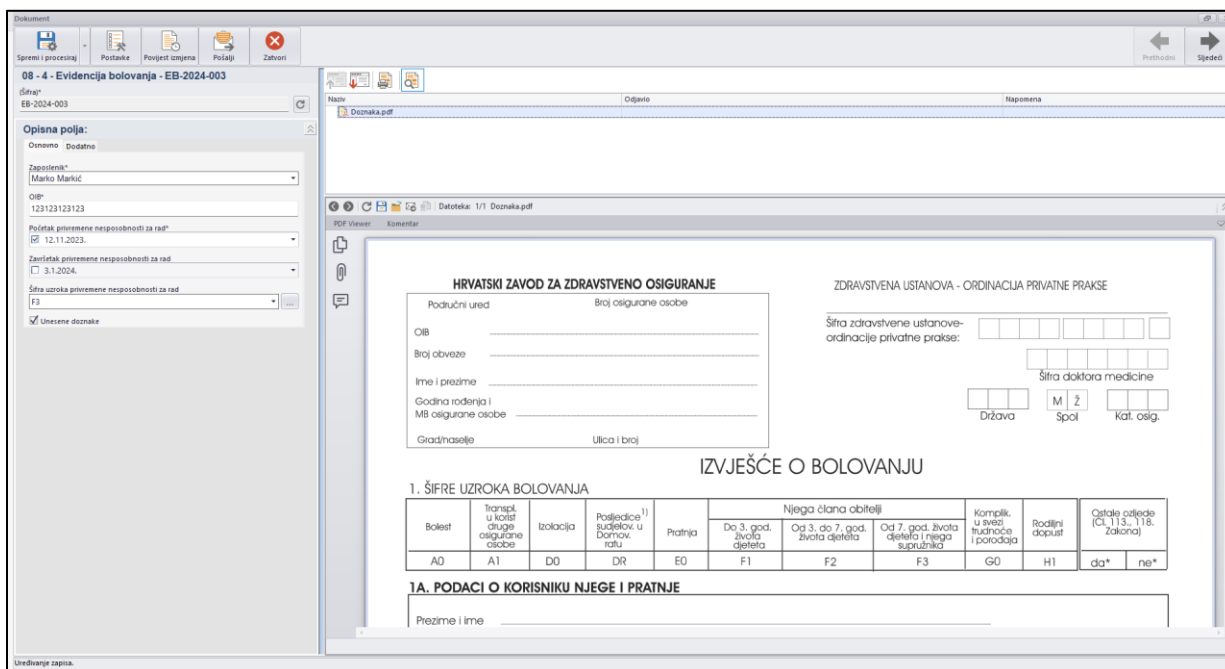 Dokument
Spremi i procesiraj
Postavke
Povijest izmjena
Pošalji
Zatvori
Prethodni
Sljedeći
08 - 4 - Evidencija bolovanja - EB-2024-003
(Šifra)*
EB-2024-003
Opisna polja:
Osnovno Dodatno
Zaposlenik*
Marko Markić
OIB*
123123123123
Početak privremene nesposobnosti za rad*
12.11.2023.
Završetak privremene nesposobnosti za rad
3.1.2024.
Šifra uzroka privremene nesposobnosti za rad
F3
...
Unesene doznake
Naziv Odjavio Napomena
Doznaka.pdf
Datoteka: 1/1 Doznaka.pdf
PDF Viewer Komentar
HRVATSKI ZAVOD ZA ZDRAVSTVENO OSIGURANJE
Područni ured Broj osigurane osobe
OIB
Broj obveze
Ime i prezime
Godina rođenja i
MB osigurane osobe
Grad/naselje Ulica i broj
ZDRAVSTVENA USTANOVA - ORDINACIJA PRIVATNE PRAKSE
Šifra zdravstvene ustanove-
ordinacije privatne prakse:
Šifra doktora medicine
M Ž
Država Spol Kat. osig.
IZVJEŠĆE O BOLOVANJU
1. ŠIFRE UZROKA BOLOVANJA
Bolest
Transpl.
u korist
druge
osigurane
osobe
Izolacija
Posljedice 1)
sudjelov. u
Domov.
ratu
Pratnja
Njega člana obitelji
Do 3. god.
života
djeteta
Od 3. do 7. god.
života djeteta
Od 7. god. života
djeteta i njega
supružnika
Komplik.
u svezi
trudnoće
i porođaja
Rodiljni
dopust
Ostale ozljede
(Čl. 113., 118.
Zakona)
A0 A1 D0 DR E0 F1 F2 F3 G0 H1 da* ne*
1A. PODACI O KORISNIKU NJEGE I PRATNJE
Prezime i ime
Uređivanje zapisa.